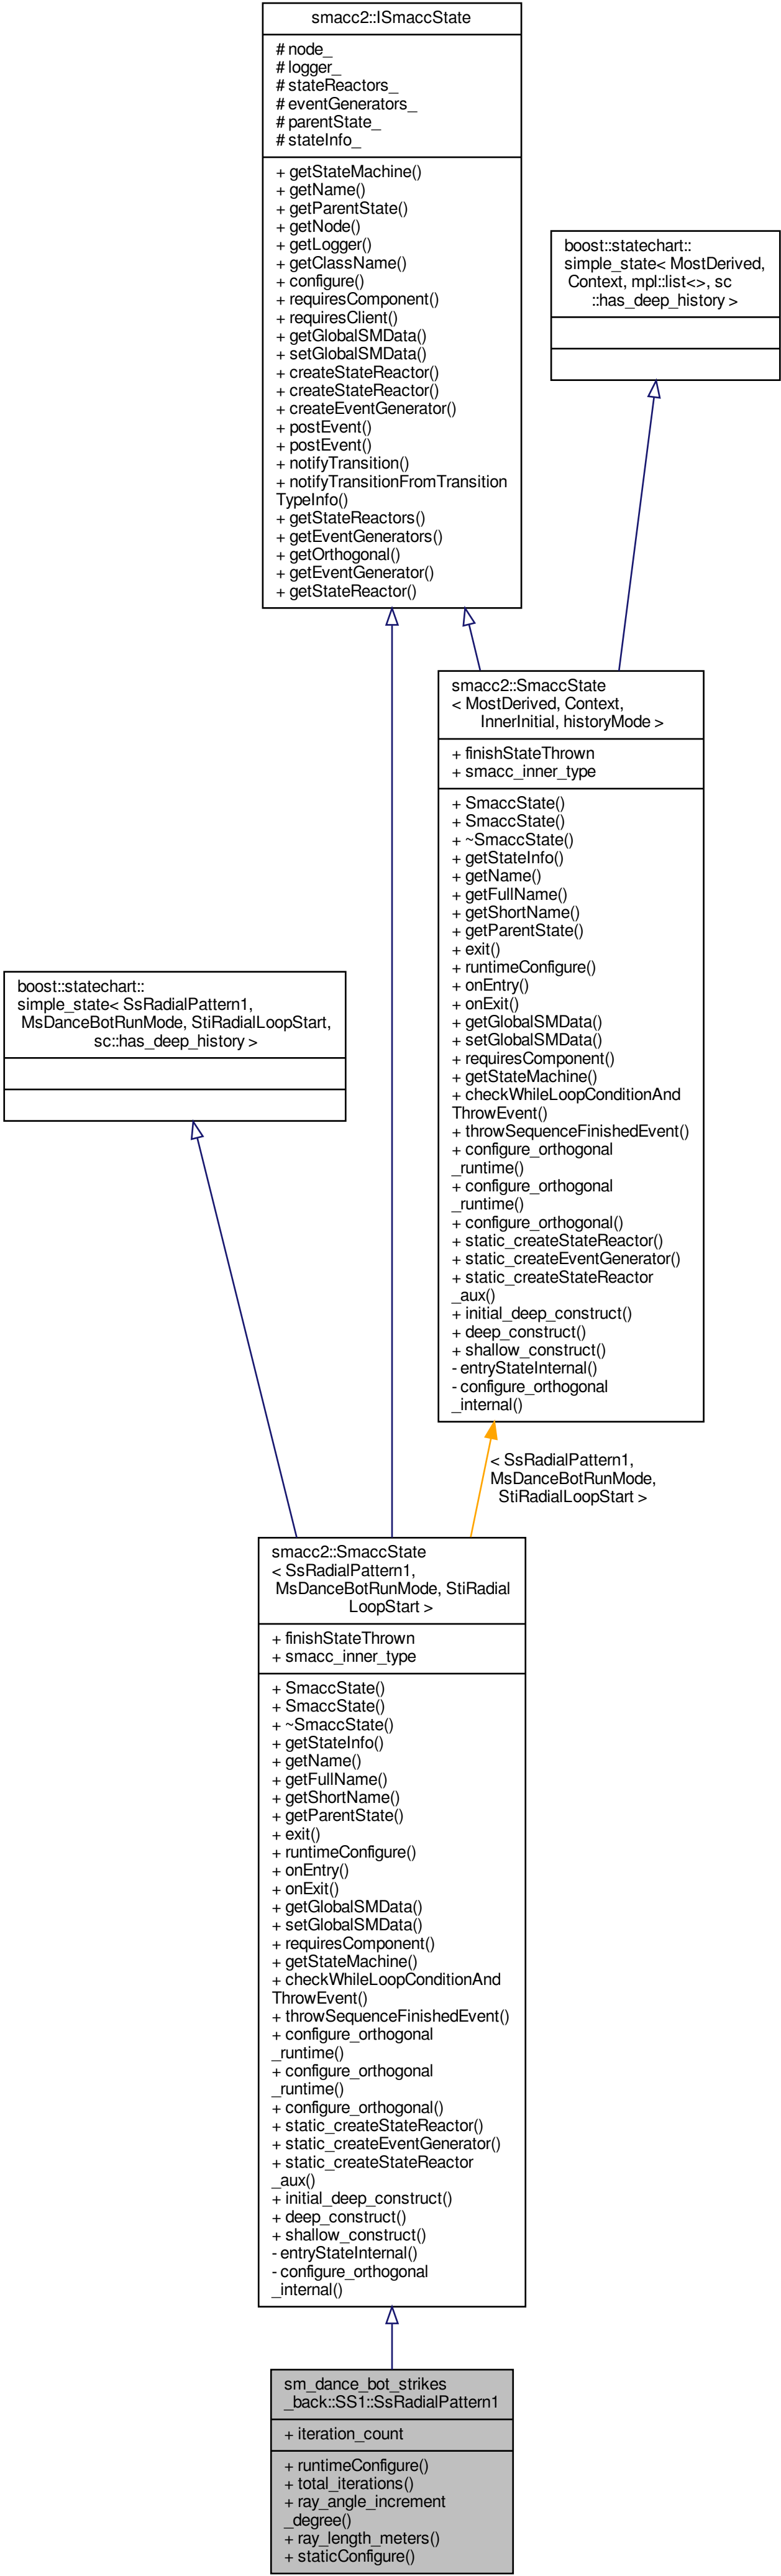 smacc2::ISmaccState
# node_
# logger_
# stateReactors_
# eventGenerators_
# parentState_
# stateInfo_
+ getStateMachine()
+ getName()
+ getParentState()
+ getNode()
+ getLogger()
+ getClassName()
+ configure()
+ requiresComponent()
+ requiresClient()
+ getGlobalSMData()
+ setGlobalSMData()
+ createStateReactor()
+ createStateReactor()
+ createEventGenerator()
+ postEvent()
+ postEvent()
+ notifyTransition()
+ notifyTransitionFromTransition
TypeInfo()
+ getStateReactors()
+ getEventGenerators()
+ getOrthogonal()
+ getEventGenerator()
+ getStateReactor()
boost::statechart::
simple_state< MostDerived,
Context, mpl::list<>, sc
::has_deep_history >
smacc2::SmaccState
< MostDerived, Context,
InnerInitial, historyMode >
+ finishStateThrown
+ smacc_inner_type
+ SmaccState()
+ SmaccState()
+ ~SmaccState()
+ getStateInfo()
+ getName()
+ getFullName()
+ getShortName()
+ getParentState()
+ exit()
+ runtimeConfigure()
+ onEntry()
+ onExit()
+ getGlobalSMData()
+ setGlobalSMData()
+ requiresComponent()
+ getStateMachine()
+ checkWhileLoopConditionAnd
ThrowEvent()
+ throwSequenceFinishedEvent()
+ configure_orthogonal
_runtime()
+ configure_orthogonal
_runtime()
+ configure_orthogonal()
+ static_createStateReactor()
+ static_createEventGenerator()
+ static_createStateReactor
_aux()
+ initial_deep_construct()
+ deep_construct()
+ shallow_construct()
- entryStateInternal()
- configure_orthogonal
_internal()
boost::statechart::
simple_state< SsRadialPattern1,
MsDanceBotRunMode, StiRadialLoopStart,
sc::has_deep_history >
< SsRadialPattern1,
MsDanceBotRunMode,
StiRadialLoopStart >
smacc2::SmaccState
< SsRadialPattern1,
MsDanceBotRunMode, StiRadial
LoopStart >
+ finishStateThrown
+ smacc_inner_type
+ SmaccState()
+ SmaccState()
+ ~SmaccState()
+ getStateInfo()
+ getName()
+ getFullName()
+ getShortName()
+ getParentState()
+ exit()
+ runtimeConfigure()
+ onEntry()
+ onExit()
+ getGlobalSMData()
+ setGlobalSMData()
+ requiresComponent()
+ getStateMachine()
+ checkWhileLoopConditionAnd
ThrowEvent()
+ throwSequenceFinishedEvent()
+ configure_orthogonal
_runtime()
+ configure_orthogonal
_runtime()
+ configure_orthogonal()
+ static_createStateReactor()
+ static_createEventGenerator()
+ static_createStateReactor
_aux()
+ initial_deep_construct()
+ deep_construct()
+ shallow_construct()
- entryStateInternal()
- configure_orthogonal
_internal()
sm_dance_bot_strikes
_back::SS1::SsRadialPattern1
+ iteration_count
+ runtimeConfigure()
+ total_iterations()
+ ray_angle_increment
_degree()
+ ray_length_meters()
+ staticConfigure()